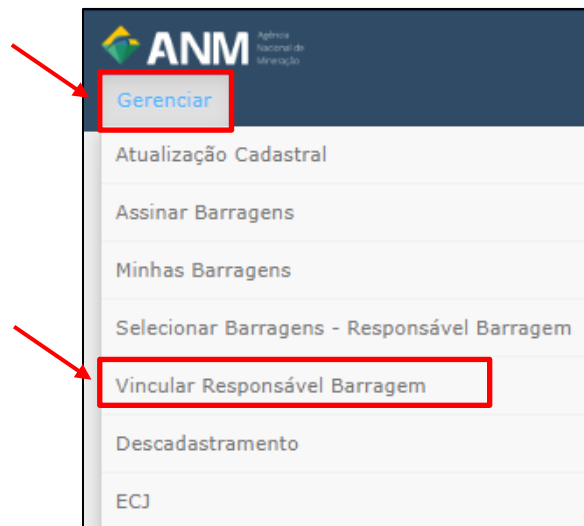 ANM
Agência
Nacional de
Mineração
Gerenciar
Atualização Cadastral
Assinar Barragens
Minhas Barragens
Selecionar Barragens - Responsável Barragem
Vincular Responsável Barragem
Descadastramento
ECJ